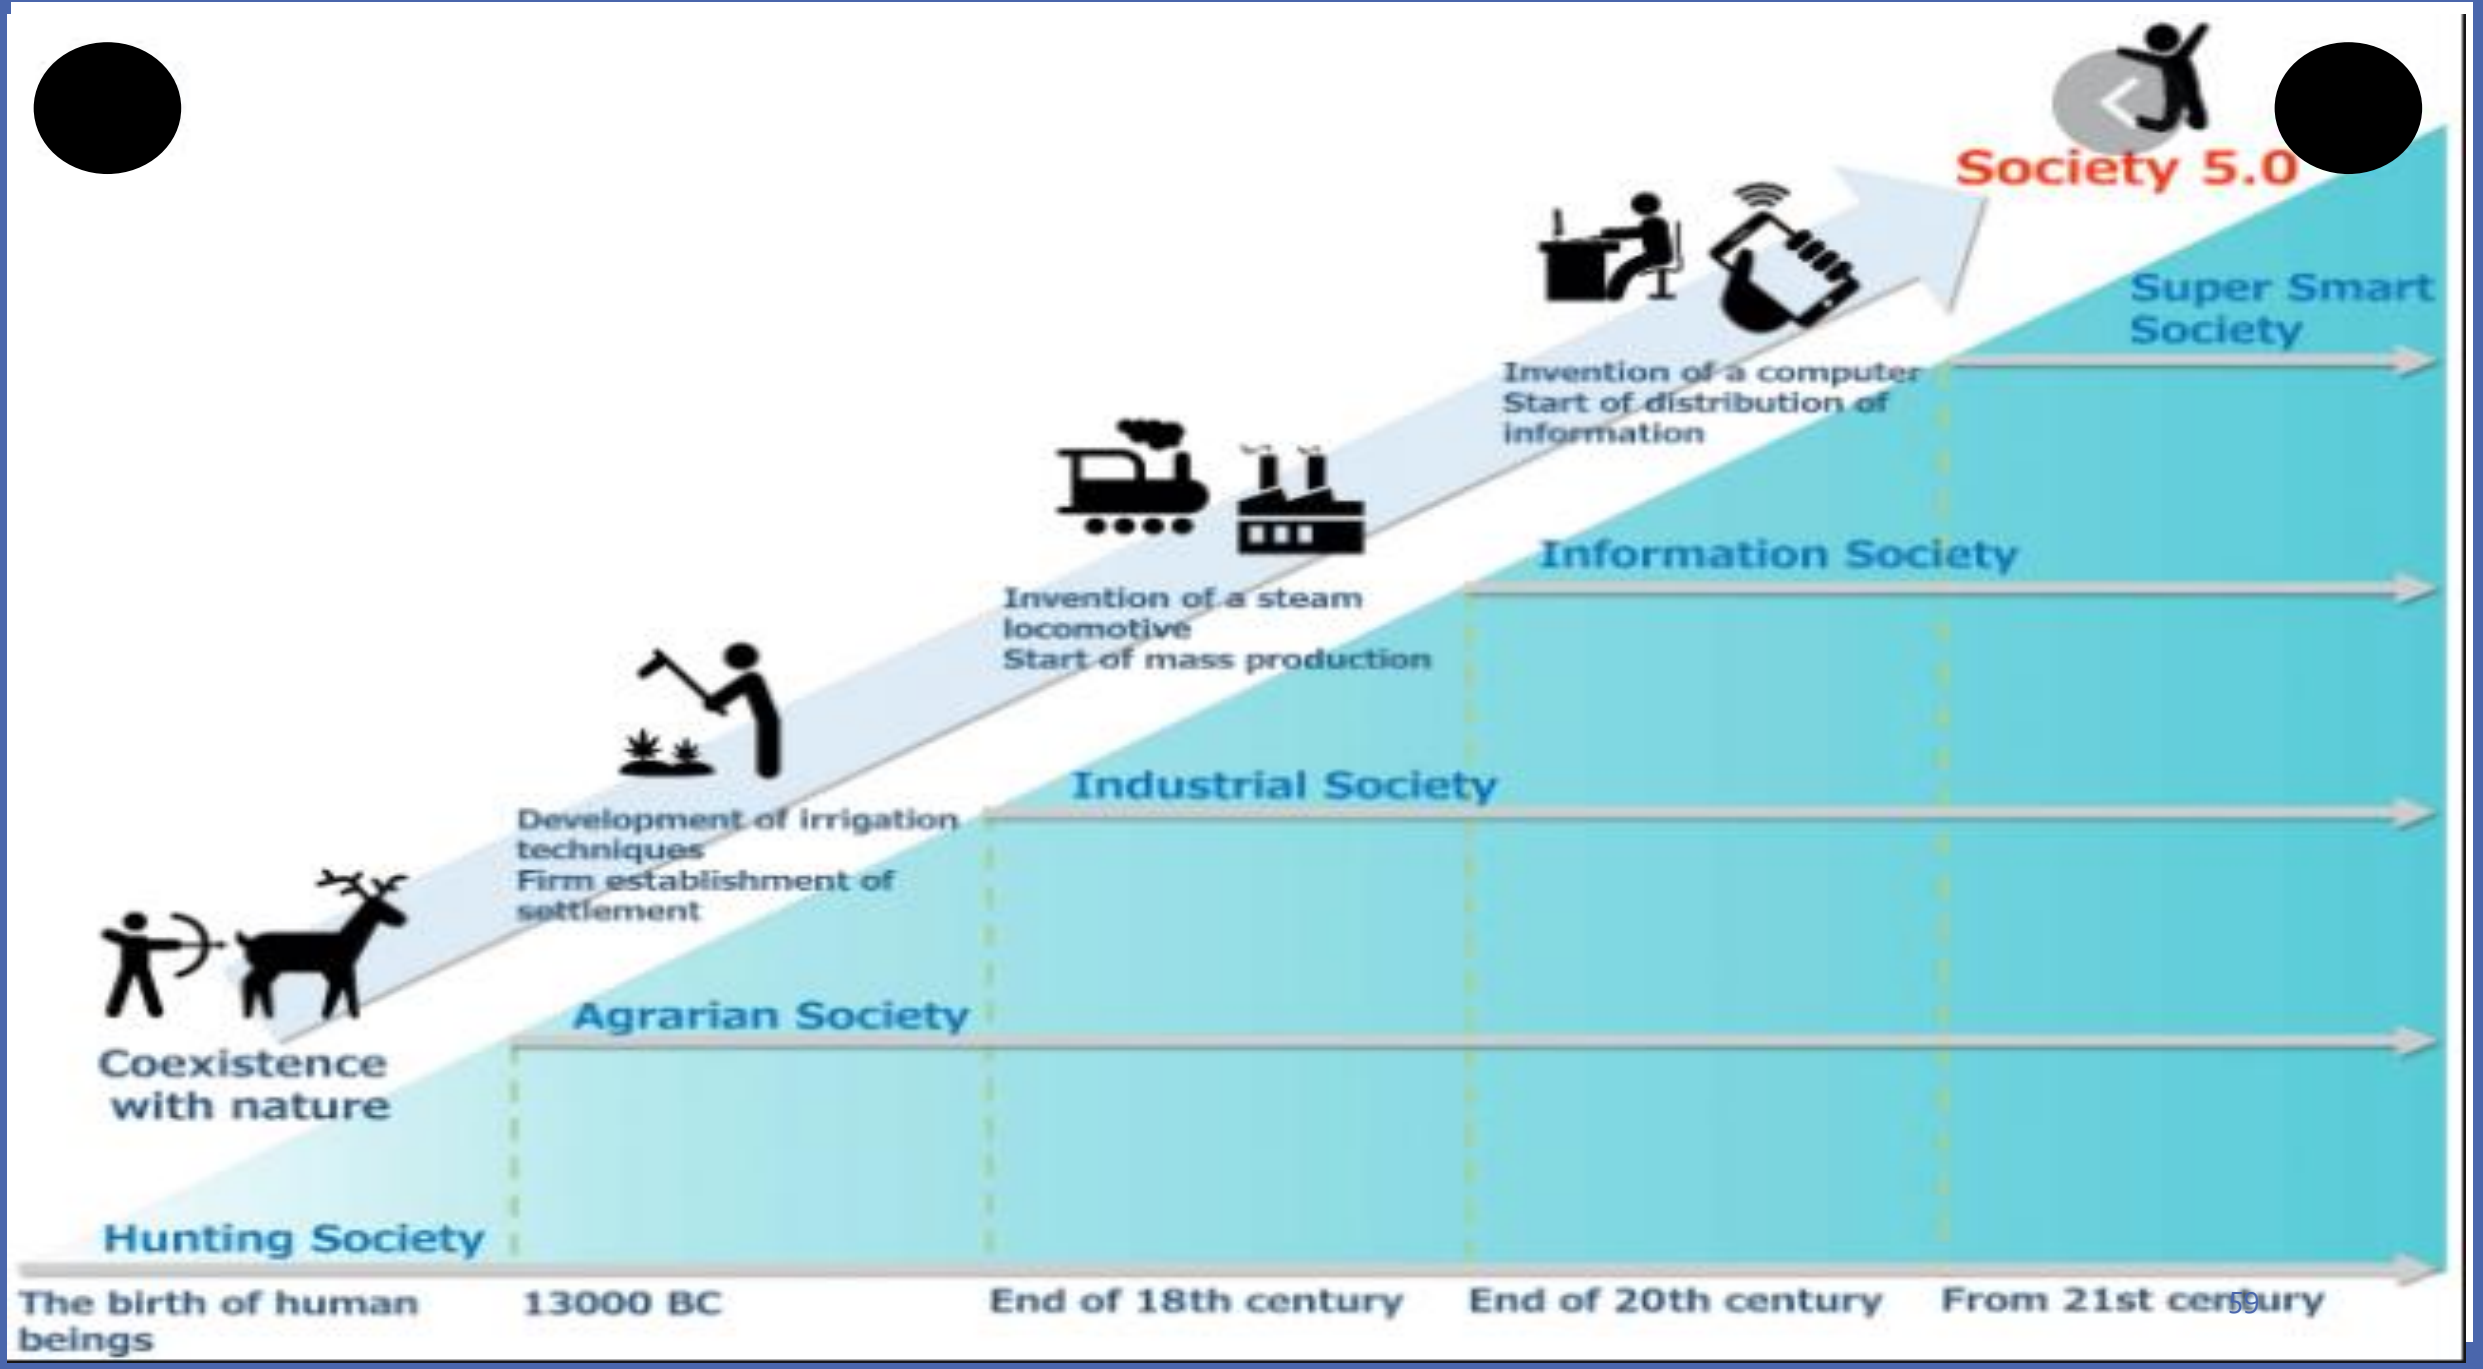 Society 5.0
Super Smart
Society
Invention of a computer
Start of distribution of
information
Information Society
Invention of a steam
locomotive
Start of mass production
Industrial Society
Development of irrigation
techniques
Firm establishment of
settlement
Agrarian Society
Coexistence
with nature
Hunting Society
The birth of human
beings
13000 BC
End of 18th century
End of 20th century
From 21st century
59